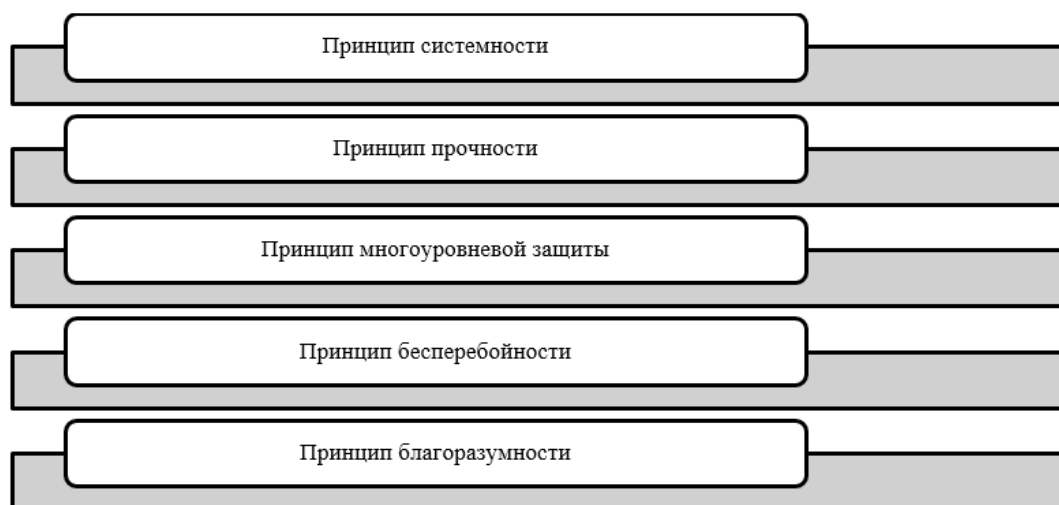 Принцип системности
Принцип прочности
Принцип многоуровневой защиты
Принцип бесперебойности
Принцип благоразумности